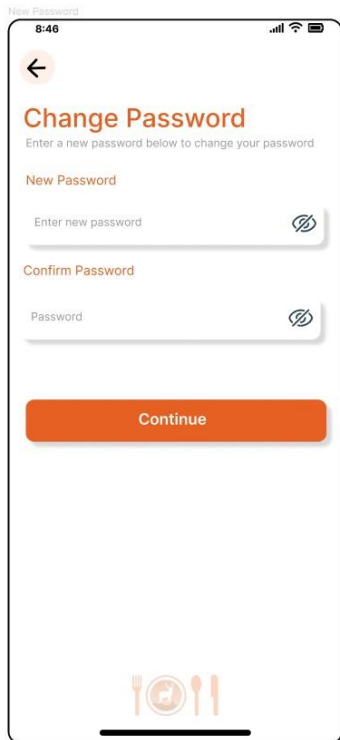 New Password
8:46
Change Password
Enter a new password below to change your password
New Password
Enter new password
Confirm Password
Password
Continue